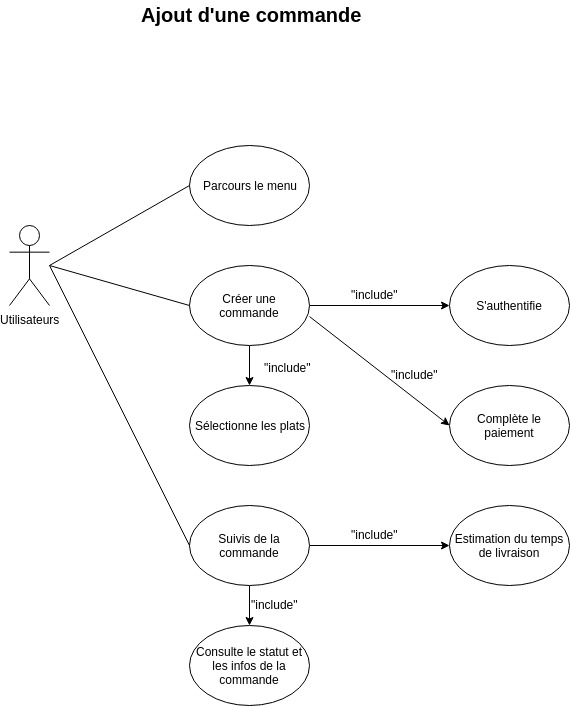 Ajout d'une commande
Parcours le menu
Utilisateurs
Créer une
commande
"include"
S'authentifie
"include"
"include"
Sélectionne les plats
Complète le
paiement
Suivis de la
commande
"include"
Estimation du temps
de livraison
"include"
Consulte le statut et
les infos de la
commande